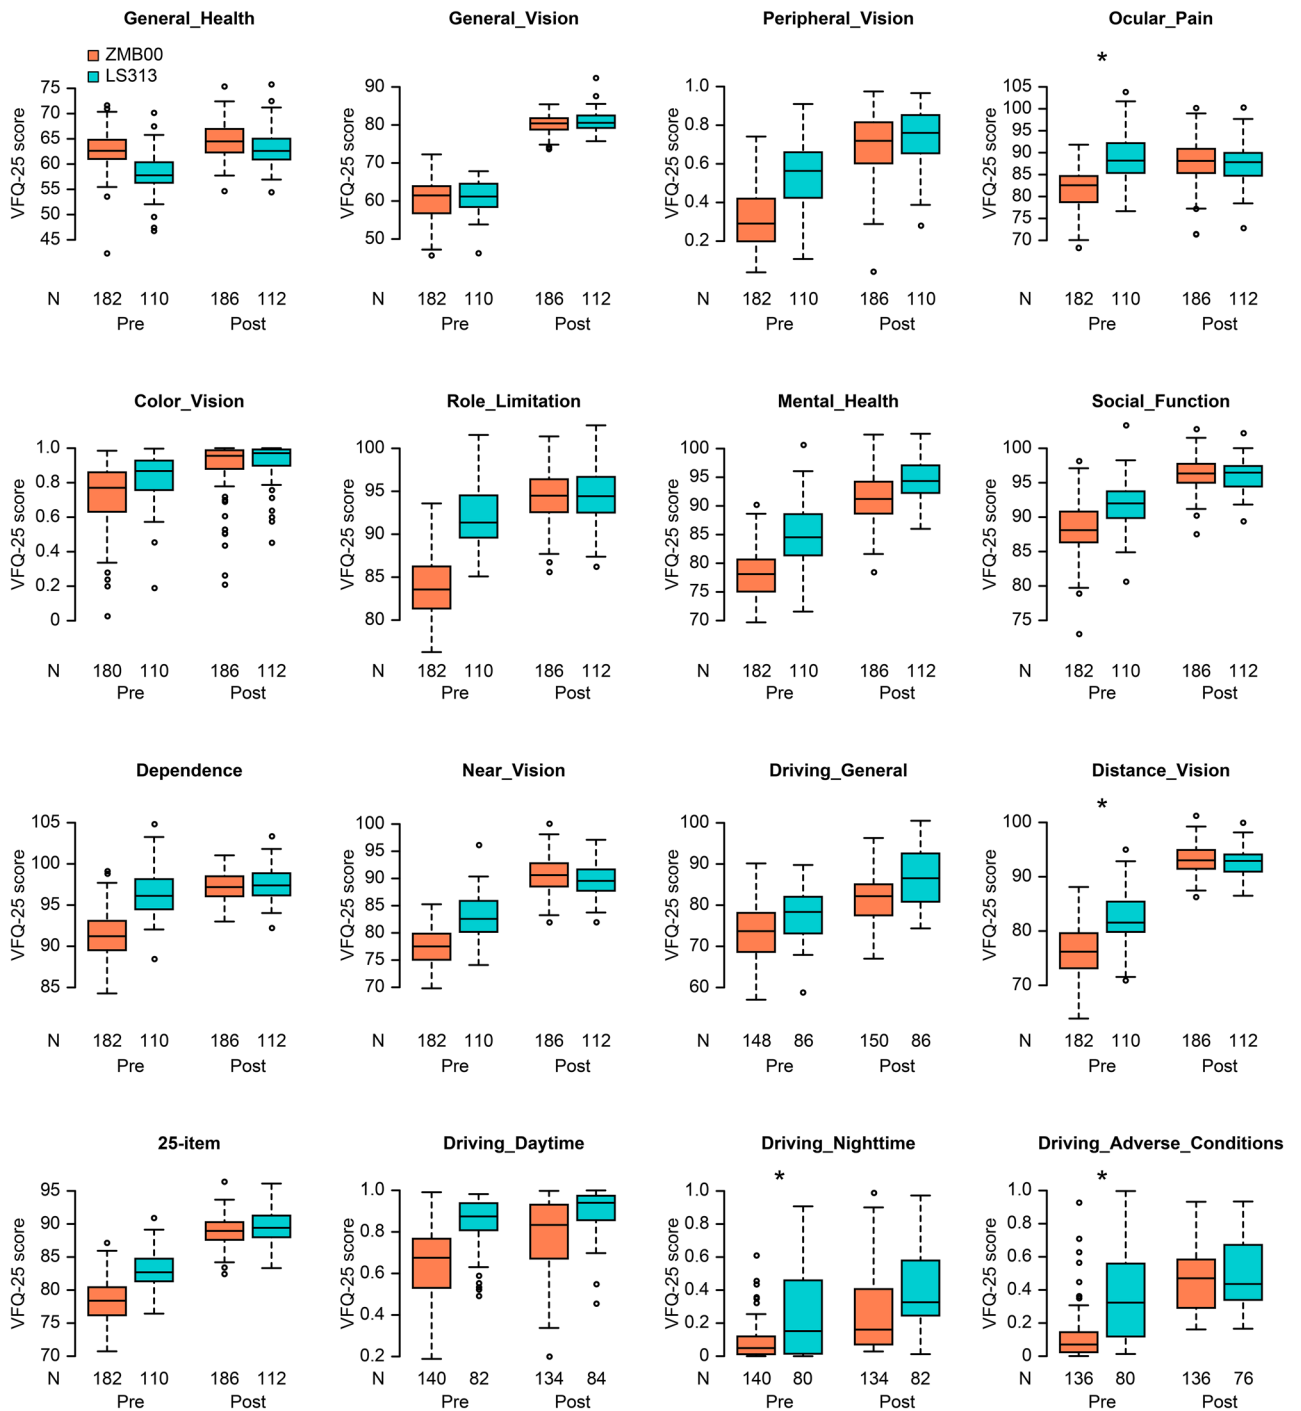 General_Health General_Vision Peripheral_Vision Ocular_Pain
ZMB00
LS313
*
VFQ-25 score VFQ-25 score VFQ-25 score VFQ-25 score
75 70 65 60 55 50 45
90 80 70 60 50
1.0 0.8 0.6 0.4 0.2
105 100 95 90 85 80 75 70
N 182 110 186 112 N 182 110 186 112 N 182 110 186 110 N 182 110 186 112
Pre Post Pre Post Pre Post Pre Post
Color_Vision Role_Limitation Mental_Health Social_Function
VFQ-25 score VFQ-25 score VFQ-25 score VFQ-25 score
1.0 0.8 0.6 0.4 0.2 0
100 95 90 85 80
100 95 90 85 80 75 70
100 95 90 85 80 75
N 180 110 186 112 N 182 110 186 112 N 182 110 186 112 N 182 110 186 112
Pre Post Pre Post Pre Post Pre Post
Dependence Near_Vision Driving_General Distance_Vision
*
VFQ-25 score VFQ-25 score VFQ-25 score VFQ-25 score
105 100 95 90 85
100 95 90 85 80 75 70
100 90 80 70 60
100 90 80 70
N 182 110 186 112 N 182 110 186 112 N 148 86 150 86 N 182 110 186 112
Pre Post Pre Post Pre Post Pre Post
25-item Driving_Daytime Driving_Nighttime Driving_Adverse_Conditions
* *
VFQ-25 score VFQ-25 score VFQ-25 score VFQ-25 score
95 90 85 80 75 70
1.0 0.8 0.6 0.4 0.2
1.0 0.8 0.6 0.4 0.2 0
1.0 0.8 0.6 0.4 0.2 0
N 182 110 186 112 N 140 82 134 84 N 140 80 134 82 N 136 80 136 76
Pre Post Pre Post Pre Post Pre Post